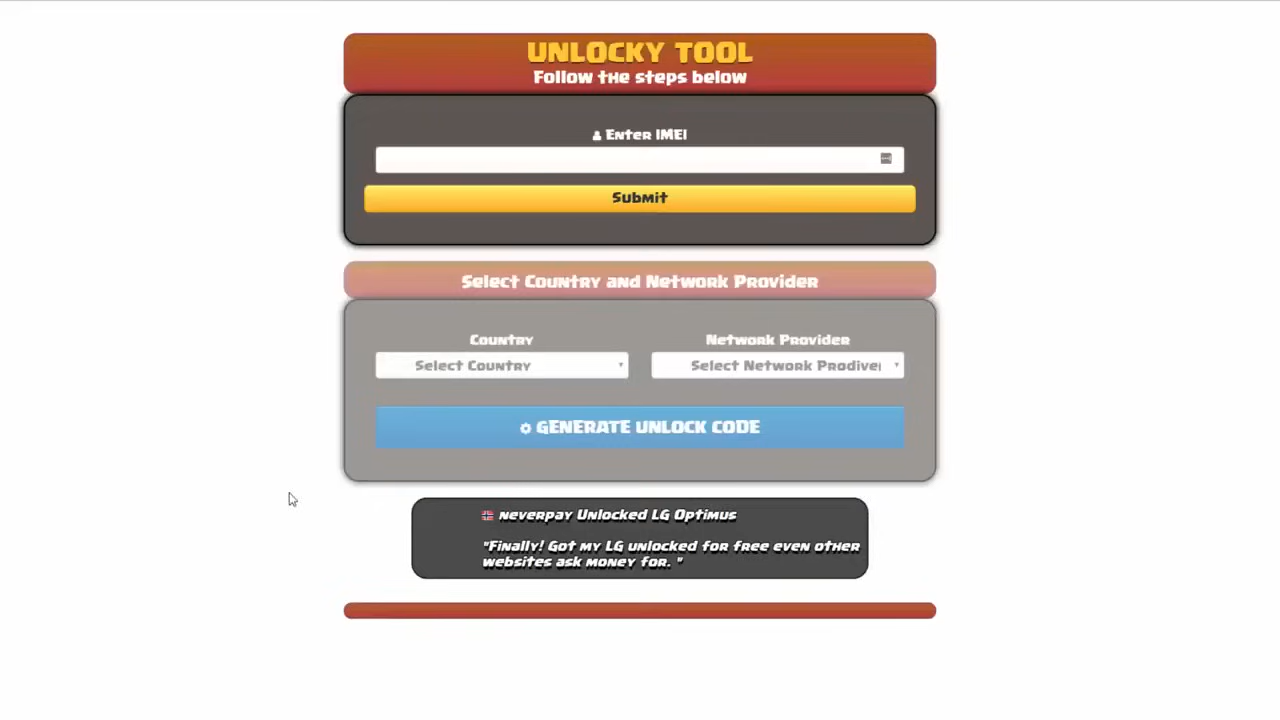 UNLOCKY TOOL
Follow the steps below
Enter IMEI
Submit
Select Country and Network Provider
Country
Network Provider
Select Country
Select Network Prodiver
GENERATE UNLOCK CODE
neverpay Unlocked LG Optimus
"Finally! Got my LG unlocked for free even other
websites ask money for. "